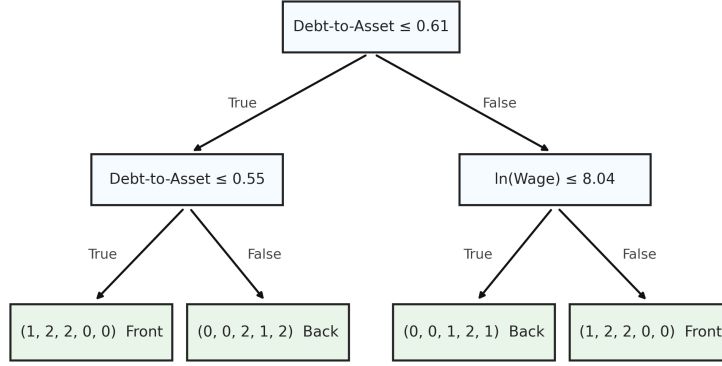 Debt-to-Asset ≤ 0.61
True
False
Debt-to-Asset ≤ 0.55
ln(Wage) ≤ 8.04
True
False
True
False
(1, 2, 2, 0, 0) Front
(0, 0, 2, 1, 2) Back
(0, 0, 1, 2, 1) Back
(1, 2, 2, 0, 0) Front